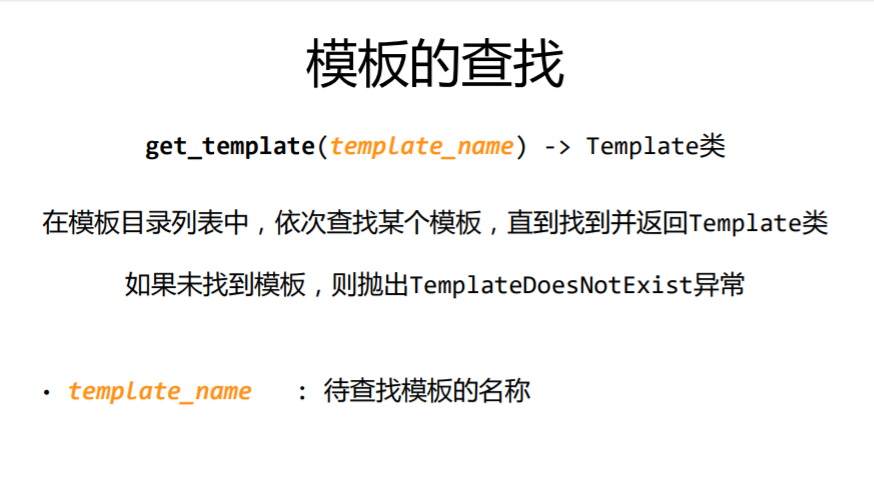 模板的查找
get_template(template_name) -> Template类
在模板目录列表中，依次查找某个模板，直到找到并返回Template类
如果未找到模板，则抛出TemplateDoesNotExist异常
• template_name : 待查找模板的名称